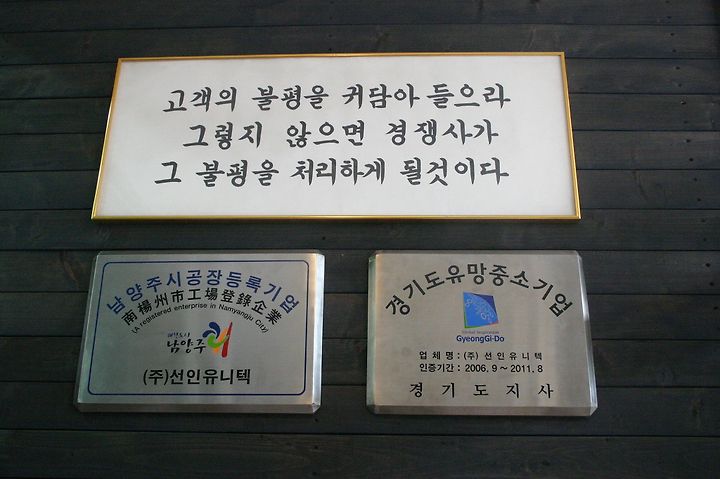 고객의 불평을 귀담아 들으라
그렇지 않으면 경쟁사가
그 불평을 처리하게 될것이다
남양주시공장등록기업
南楊州市工場登錄企業
(A registered enterprise in Namyangju City)
남양주
(주)선인유니텍
경기도유망중소기업
GyeongGi-Do
업 체 명 : (주) 선인유니텍
인증기간 : 2006. 9 ~ 2011. 8
경 기 도 지 사